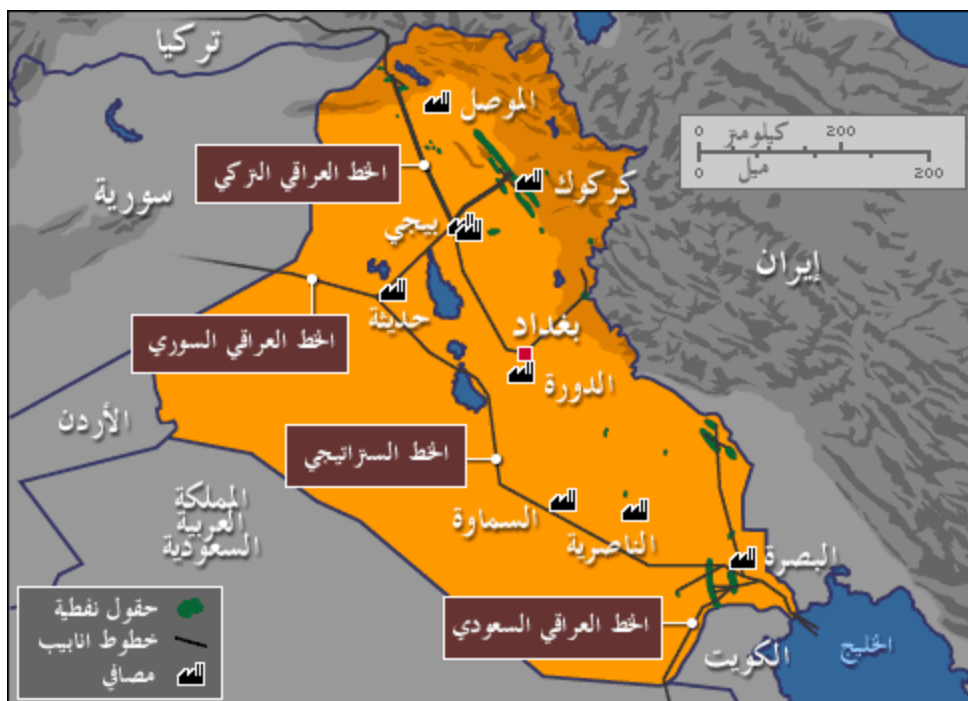 تركيا
الموصل
كيلومتر
0 200
ميل
0 200
الخط العراقي التركي
كركوك
سورية
بيجي
إيران
حديثة
بغداد
الخط العراقي السوري
الدورة
الأردن
الخط الستراتيجي
المملكة
العربية
السعودية
السماوة
الناصرية
البصرة
حقول نفطية
خطوط انابيب
مصافي
الخط العراقي السعودي
الكويت
الخليج